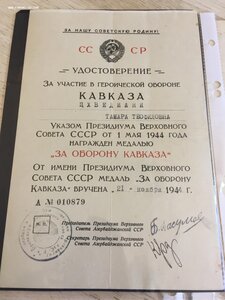 ЗА НАШУ СОВЕТСКУЮ РОДИНУ!
СС СР
УДОСТОВЕРЕНИЕ
ЗА УЧАСТИЕ В ГЕРОИЧЕСКОЙ ОБОРОНЕ
КАВКАЗА
ТАМАРА ТЕОФИЛОВНА
УКАЗОМ ПРЕЗИДИУМА ВЕРХОВНОГО
СОВЕТА СССР ОТ 1 МАЯ 1944 ГОДА
НАГРАЖДЕН МЕДАЛЬЮ
„ЗА ОБОРОНУ КАВКАЗА“
ОТ ИМЕНИ ПРЕЗИДИУМА ВЕРХОВНОГО
СОВЕТА СССР МЕДАЛЬ „ЗА ОБОРОНУ
КАВКАЗА“ ВРУЧЕНА „21“ ноября 194 г.
А № 010879
М. П.
Председатель Президиума Верховного
Совета Азербайджанской ССР
Секретарь Президиума Верховного
Совета Азербайджанской ССР